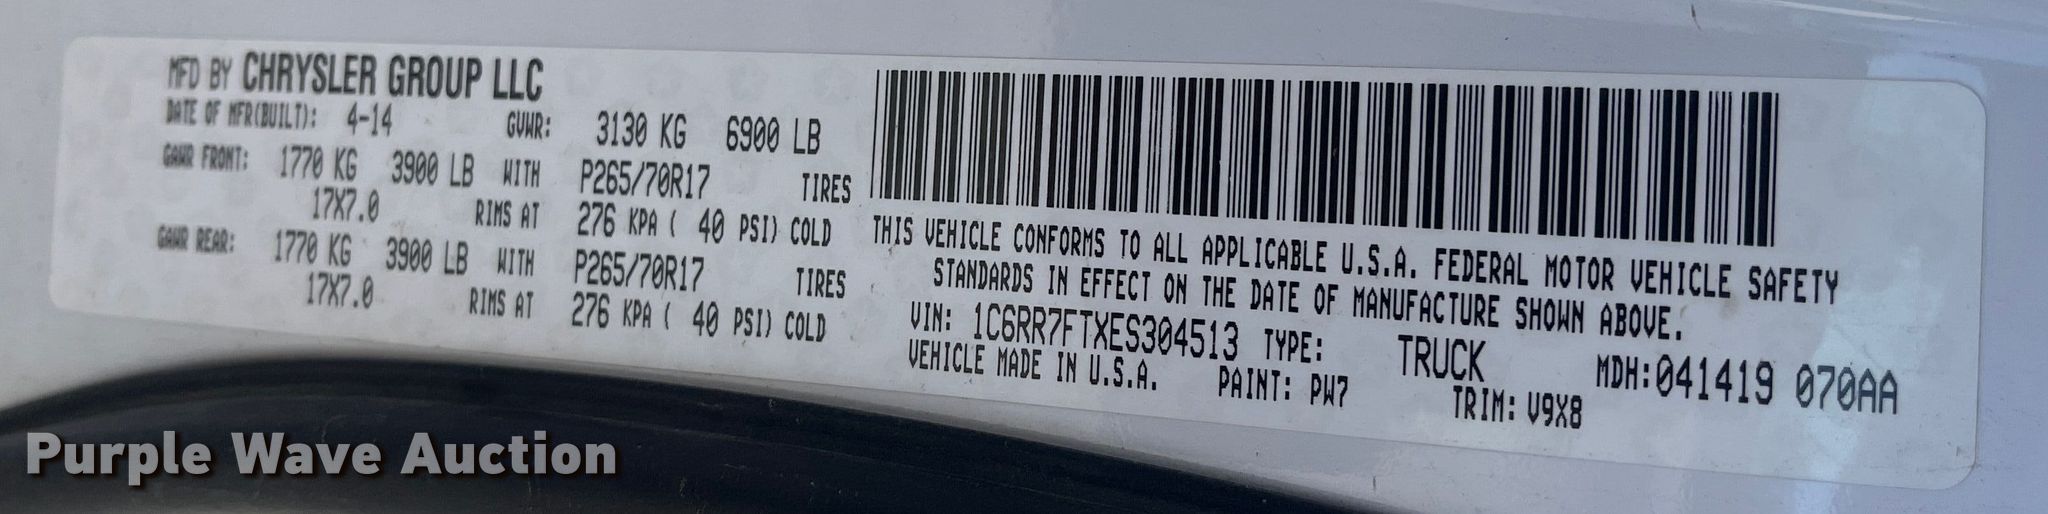 MFD BY CHRYSLER GROUP LLC
DATE OF MFR(BUILT): 4-14 GVWR: 3130 KG 6900 LB
GAWR FRONT: 1770 KG 3900 LB WITH P265/70R17 TIRES
17X7.0 RIMS AT 276 KPA ( 40 PSI) COLD
GAWR REAR: 1770 KG 3900 LB WITH P265/70R17 TIRES
17X7.0 RIMS AT 276 KPA ( 40 PSI) COLD
THIS VEHICLE CONFORMS TO ALL APPLICABLE U.S.A. FEDERAL MOTOR VEHICLE SAFETY
STANDARDS IN EFFECT ON THE DATE OF MANUFACTURE SHOWN ABOVE.
VIN: 1C6RR7FTXES304513 TYPE: TRUCK MDH:041419 070AA
VEHICLE MADE IN U.S.A. PAINT: PW7 TRIM: V9X8
Purple Wave Auction